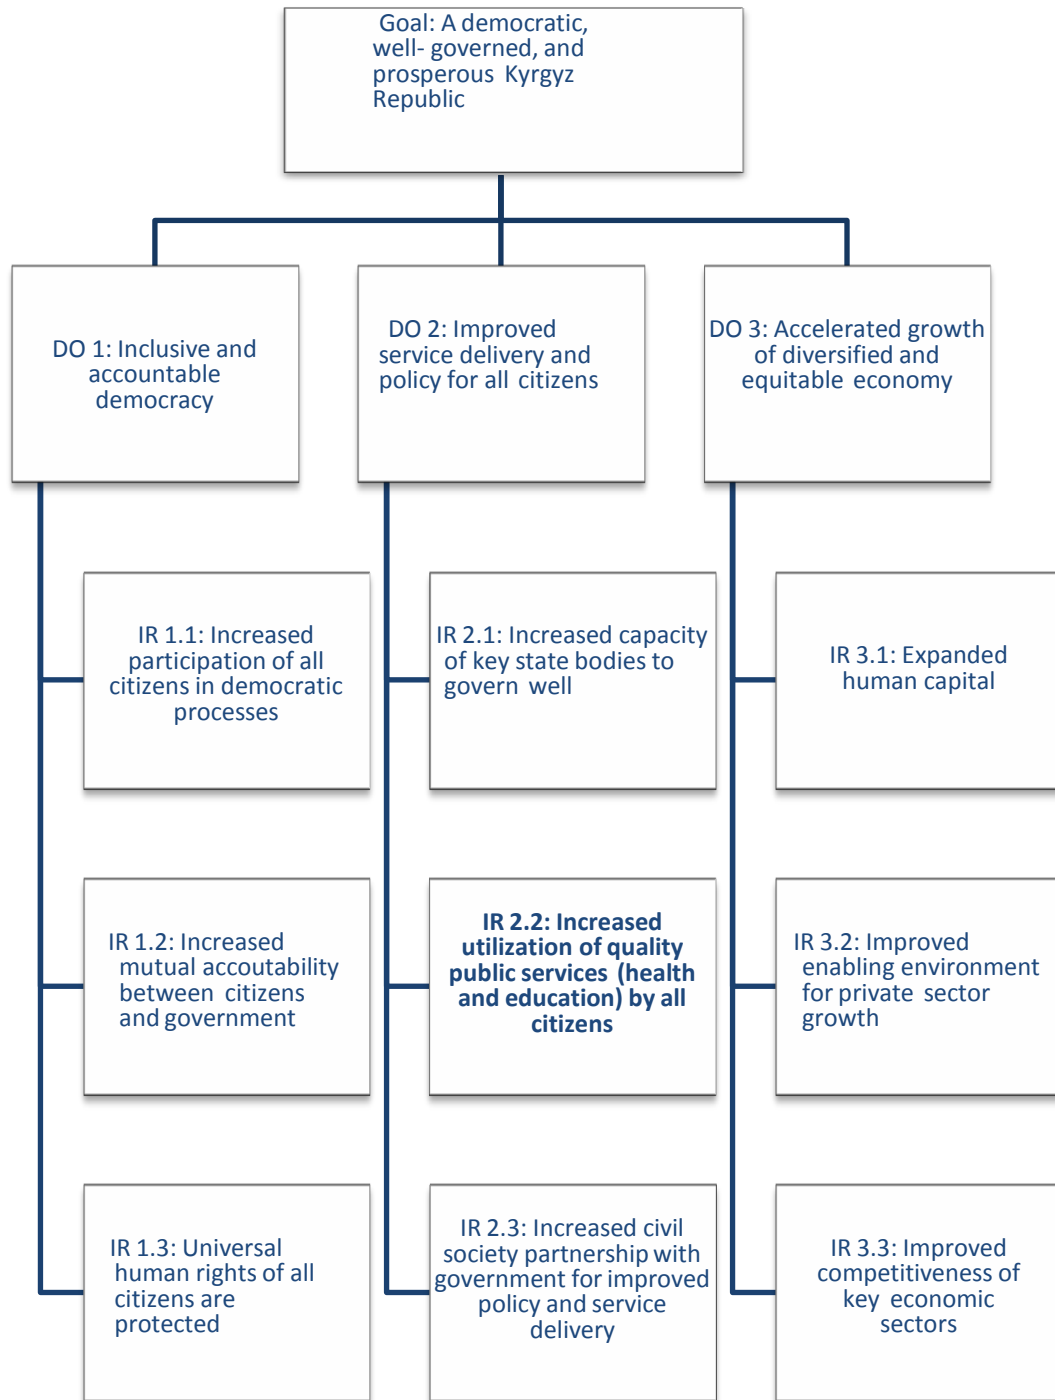 Goal: A democratic,
well- governed, and
prosperous Kyrgyz
Republic
DO 1: Inclusive and
accountable
democracy
DO 2: Improved
service delivery and
policy for all citizens
DO 3: Accelerated growth
of diversified and
equitable economy
IR 1.1: Increased
participation of all
citizens in democratic
processes
IR 2.1: Increased capacity
of key state bodies to
govern well
IR 3.1: Expanded
human capital
IR 1.2: Increased
mutual accoutability
between citizens
and government
IR 2.2: Increased
utilization of quality
public services (health
and education) by all
citizens
IR 3.2: Improved
enabling environment
for private sector
growth
IR 1.3: Universal
human rights of all
citizens are
protected
IR 2.3: Increased civil
society partnership with
government for improved
policy and service
delivery
IR 3.3: Improved
competitiveness of
key economic
sectors